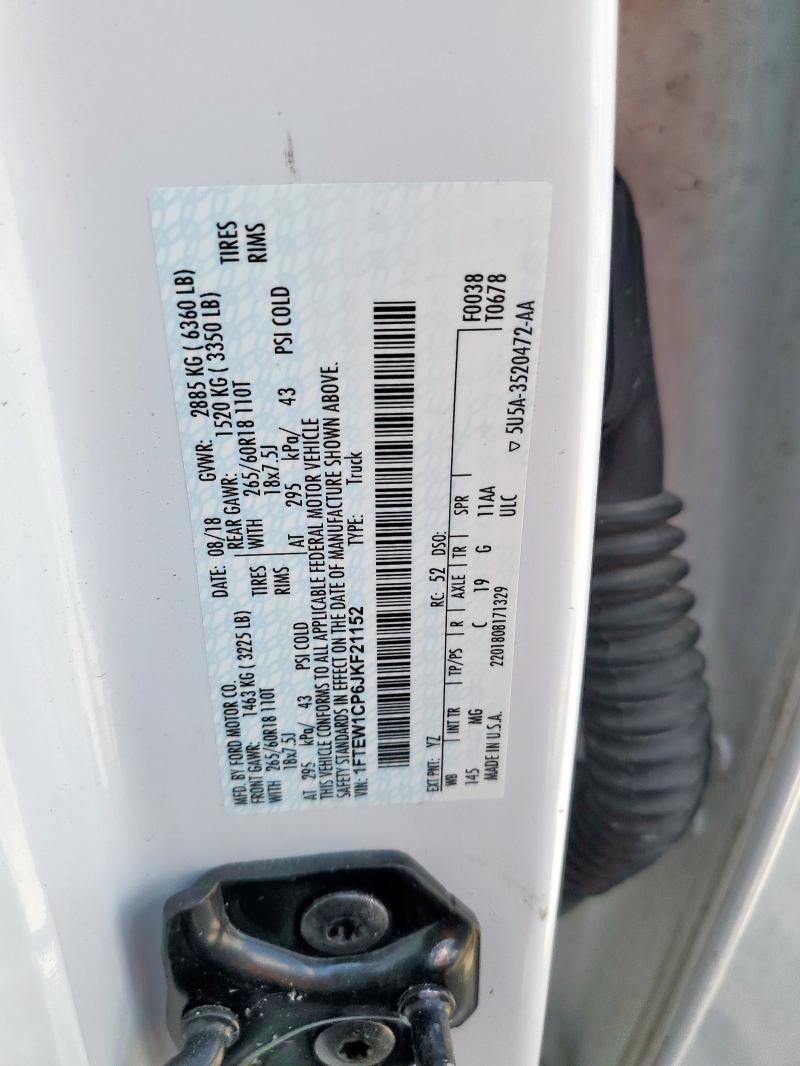 MFD. BY FORD MOTOR CO.
DATE: 08/18 GVWR: 2885 KG ( 6360 LB)
FRONT GAWR: 1463 KG ( 3225 LB) REAR GAWR: 1520 KG ( 3350 LB)
WITH 265/60R18 110T TIRES WITH 265/60R18 110T TIRES
18x7.5J RIMS 18x7.5J RIMS
AT 295 kPa/ 43 PSI COLD AT 295 kPa/ 43 PSI COLD
THIS VEHICLE CONFORMS TO ALL APPLICABLE FEDERAL MOTOR VEHICLE
SAFETY STANDARDS IN EFFECT ON THE DATE OF MANUFACTURE SHOWN ABOVE.
VIN: 1FTEW1CP6JKF21152 TYPE: Truck
EXT PNT: YZ RC: 52 DSO: F0038
WB INT TR TP/PS R AXLE TR SPR T0678
145 MG C 19 G 11AA
ULC
MADE IN U.S.A. 2201808171329 ▽ 5U5A-3520472-AA